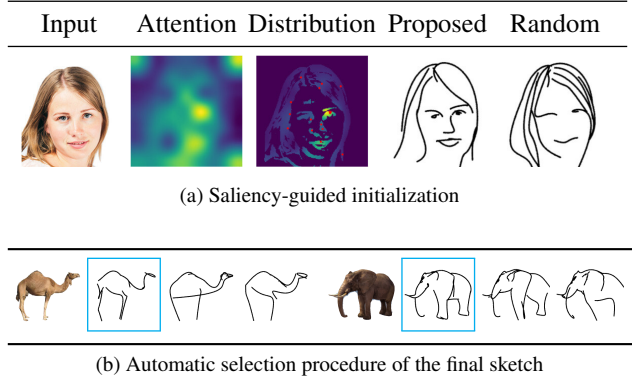 Input Attention Distribution Proposed Random
(a) Saliency-guided initialization
(b) Automatic selection procedure of the final sketch